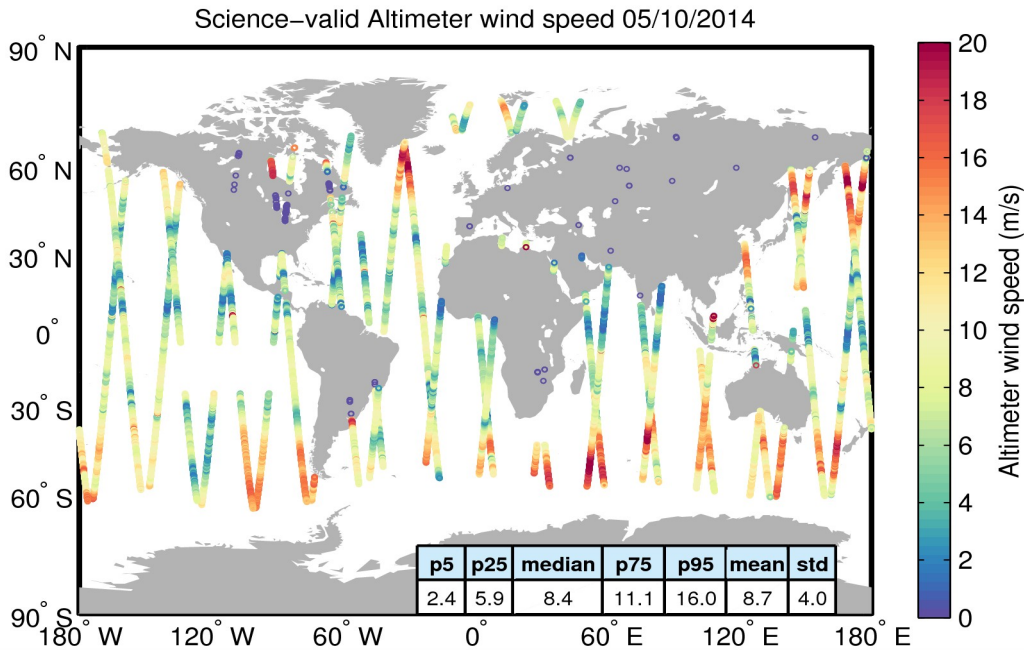 Science−valid Altimeter wind speed 05/10/2014
90° N
60° N
30° N
0°
30° S
60° S
90° S
180° W
120° W
60° W
0°
60° E
120° E
180° E
p5 p25 median p75 p95 mean std
2.4 5.9 8.4 11.1 16.0 8.7 4.0
20
18
16
14
12
10
8
6
4
2
0
Altimeter wind speed (m/s)